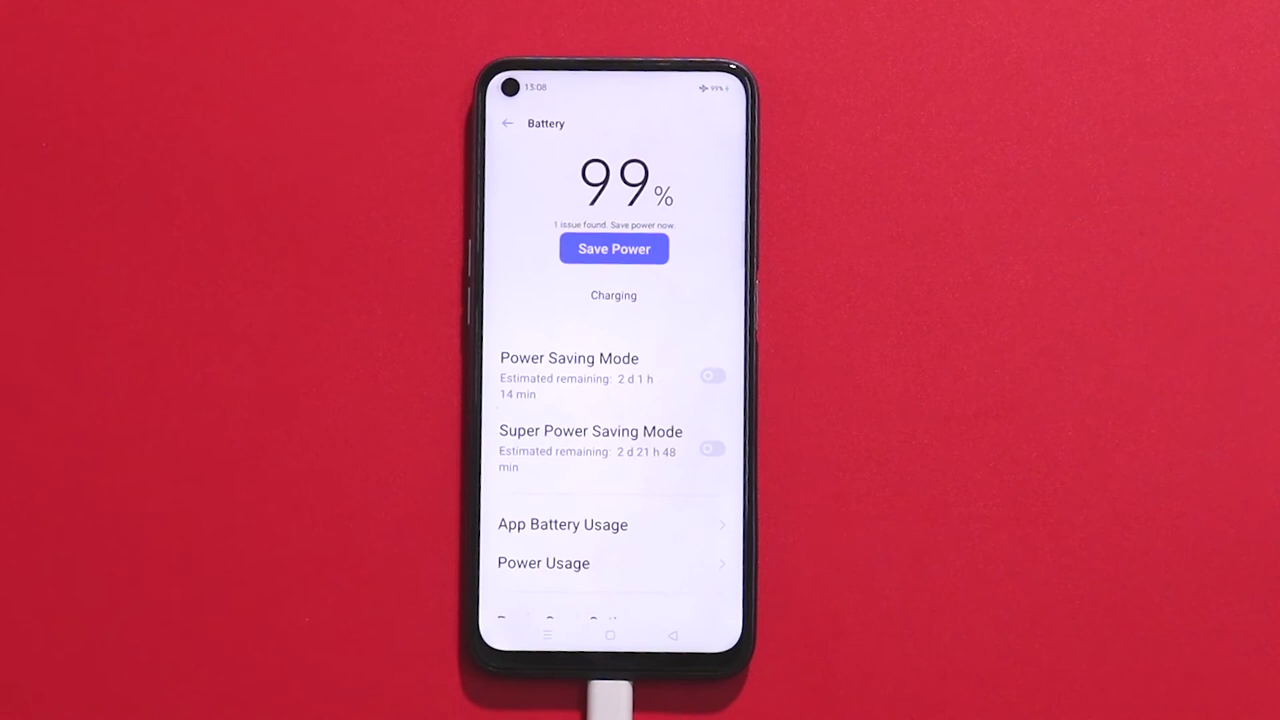 13:08
99%
Battery
99%
1 issue found. Save power now.
Save Power
Charging
Power Saving Mode
Estimated remaining: 2 d 1 h
14 min
Super Power Saving Mode
Estimated remaining: 2 d 21 h 48
min
App Battery Usage
Power Usage